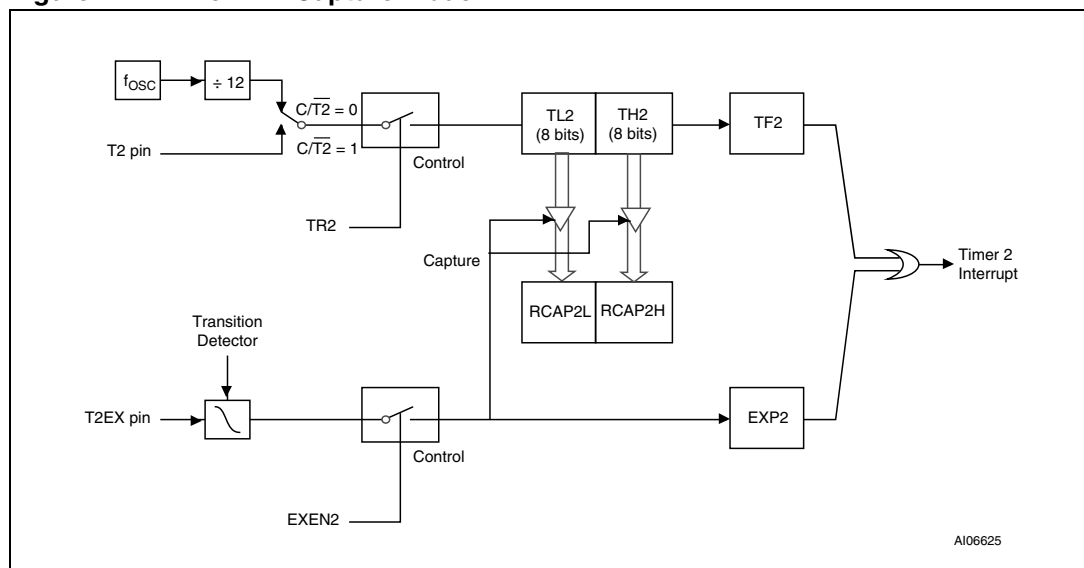 fOSC
÷ 12
C/T2 = 0
C/T2 = 1
T2 pin
Control
TR2
TL2
(8 bits)
TH2
(8 bits)
TF2
Capture
RCAP2L
RCAP2H
Timer 2
Interrupt
Transition
Detector
T2EX pin
Control
EXP2
EXEN2
AI06625